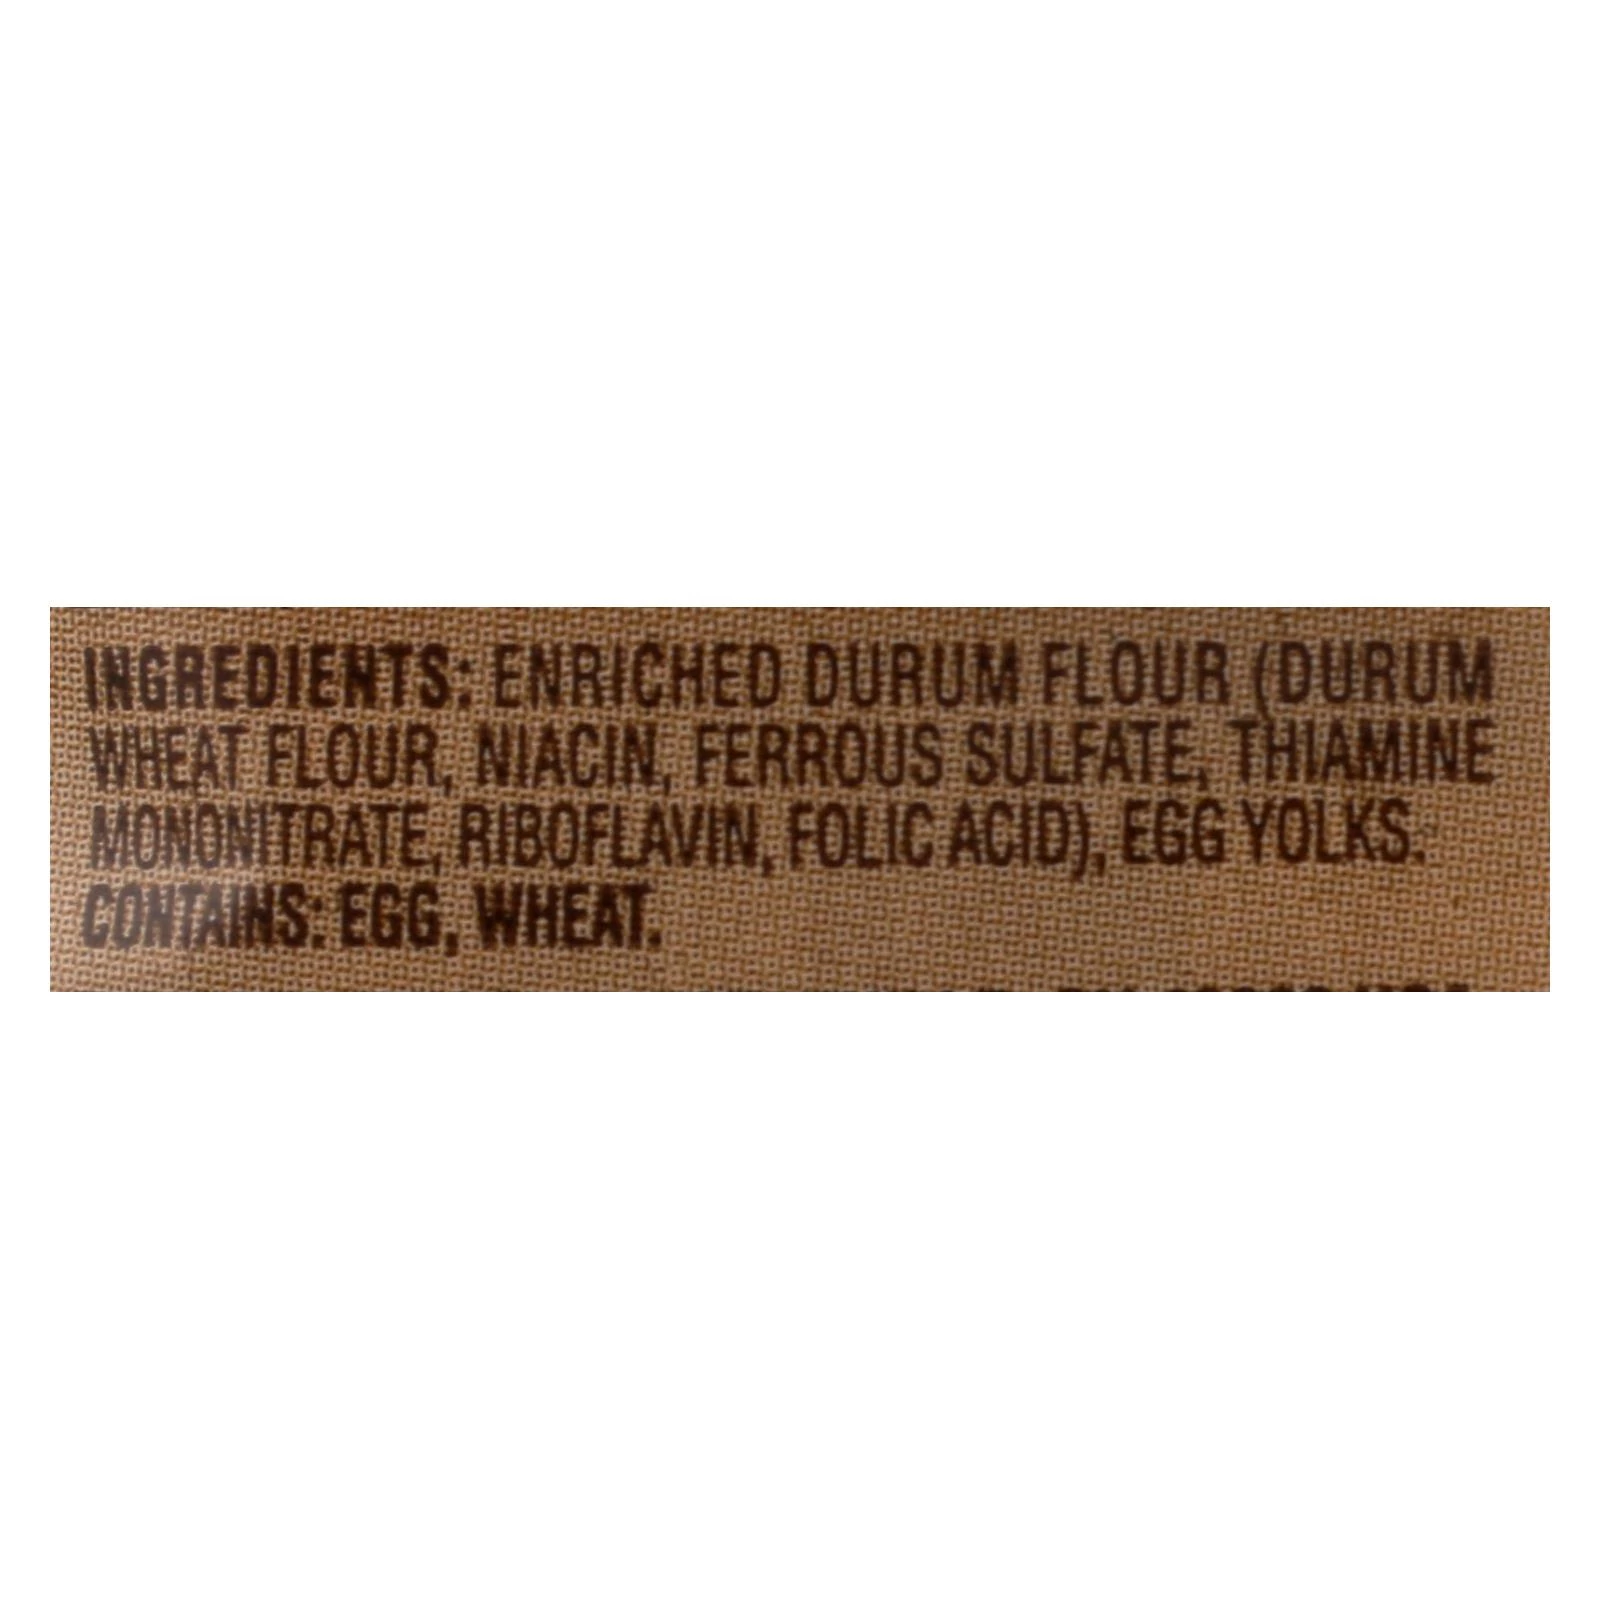 INGREDIENTS: ENRICHED DURUM FLOUR (DURUM
WHEAT FLOUR, NIACIN, FERROUS SULFATE, THIAMINE
MONONITRATE, RIBOFLAVIN, FOLIC ACID), EGG YOLKS.
CONTAINS: EGG, WHEAT.